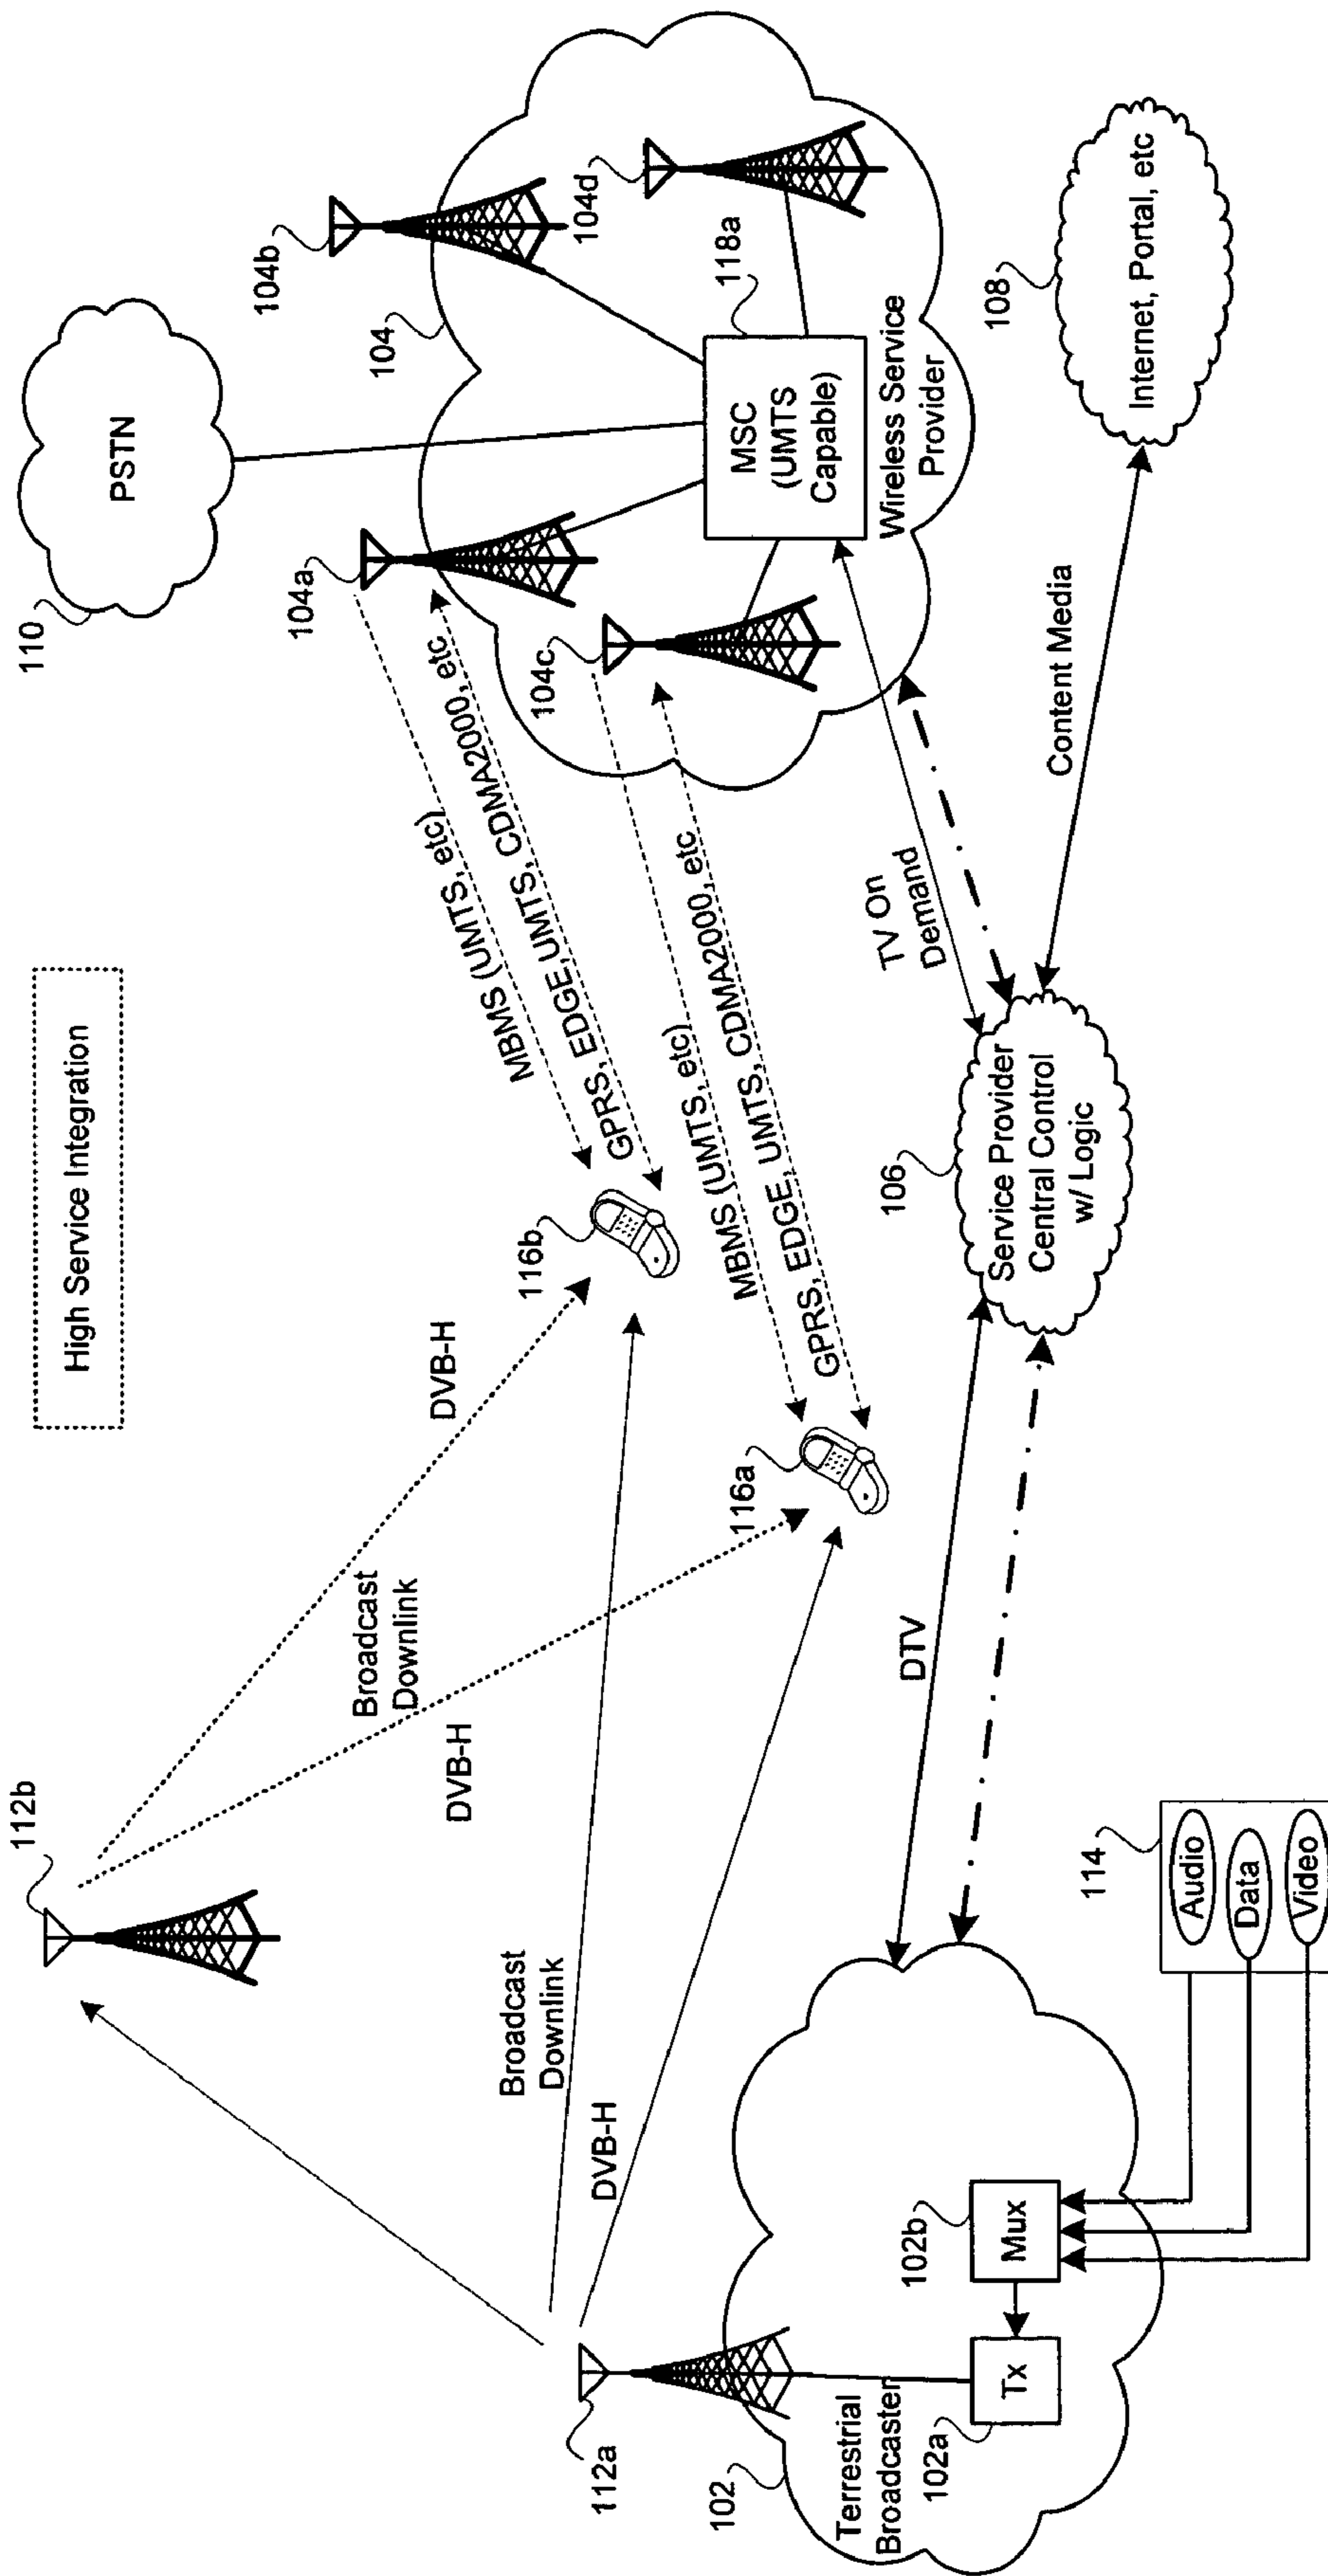 High Service Integration
110
PSTN
112b
104b
104
104a
104d
118a
104c
MSC
(UMTS
Capable)
Wireless Service
Provider
MBMS (UMTS, etc)
GPRS, EDGE,UMTS, CDMA2000, etc
DVB-H
116b
Broadcast
Downlink
DVB-H
MBMS (UMTS, etc)
GPRS, EDGE, UMTS, CDMA2000, etc
116a
Broadcast
Downlink
DVB-H
112a
TV On
Demand
108
Internet, Portal, etc
Content Media
106
Service Provider
Central Control
w/ Logic
DTV
102
Terrestrial
Broadcaster
102a
Tx
102b
Mux
114
Audio
Data
Video